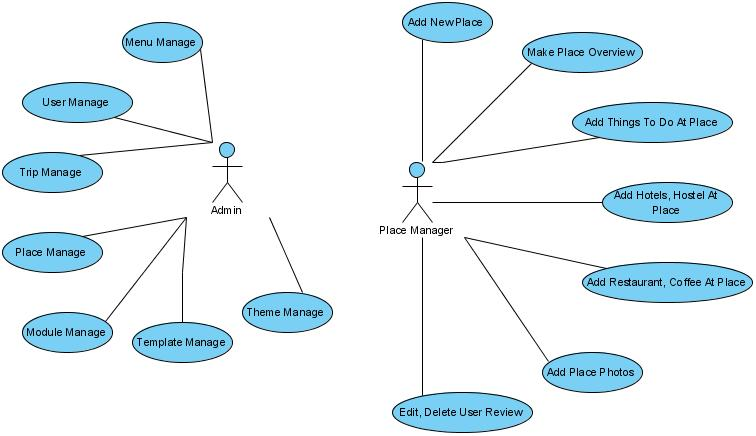 Add New Place
Menu Manage
Make Place Overview
User Manage
Add Things To Do At Place
Trip Manage
Admin
Add Hotels, Hostel At
Place
Place Manager
Place Manage
Add Restaurant, Coffee At Place
Theme Manage
Module Manage
Template Manage
Add Place Photos
Edit, Delete User Review